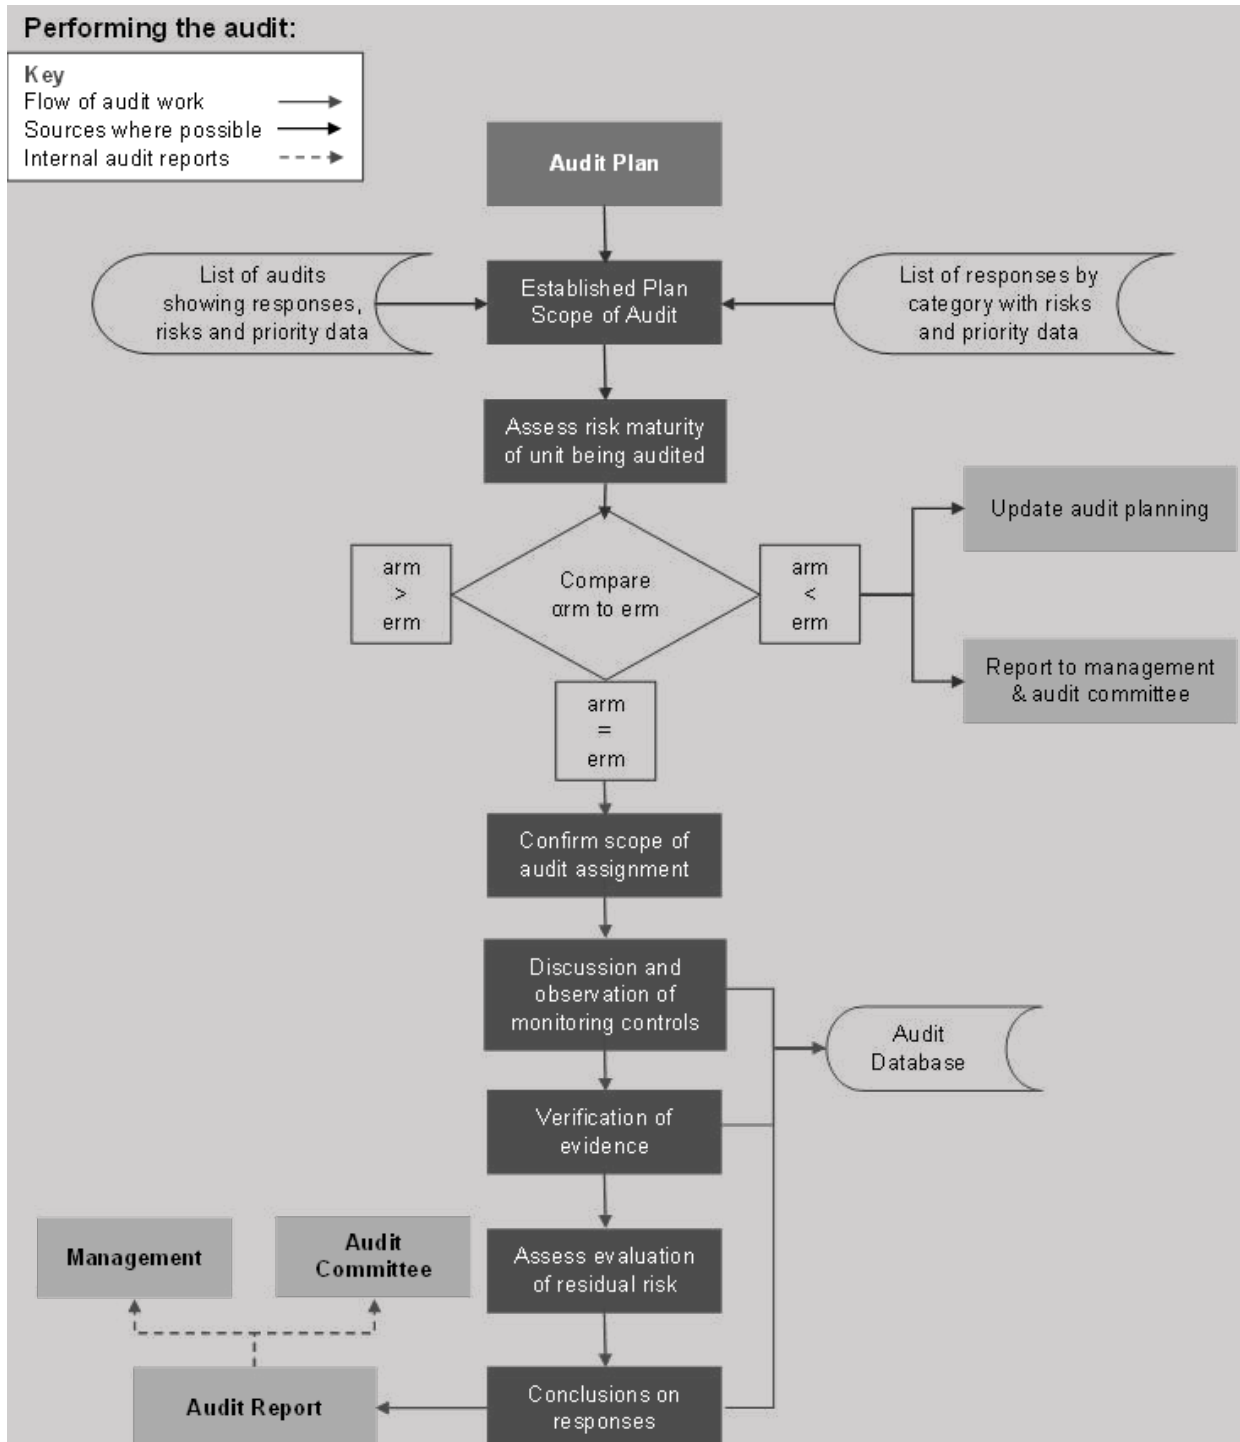 Performing the audit:
Key
Flow of audit work
Sources where possible
Internal audit reports
Audit Plan
List of audits
showing responses,
risks and priority data
Established Plan
Scope of Audit
List of responses by
category with risks
and priority data
Assess risk maturity
of unit being audited
Update audit planning
arm
>
erm
Compare
arm to erm
arm
<
erm
Report to management
& audit committee
arm
=
erm
Confirm scope of
audit assignment
Discussion and
observation of
monitoring controls
Audit
Database
Verification of
evidence
Management
Audit
Committee
Assess evaluation
of residual risk
Audit Report
Conclusions on
responses